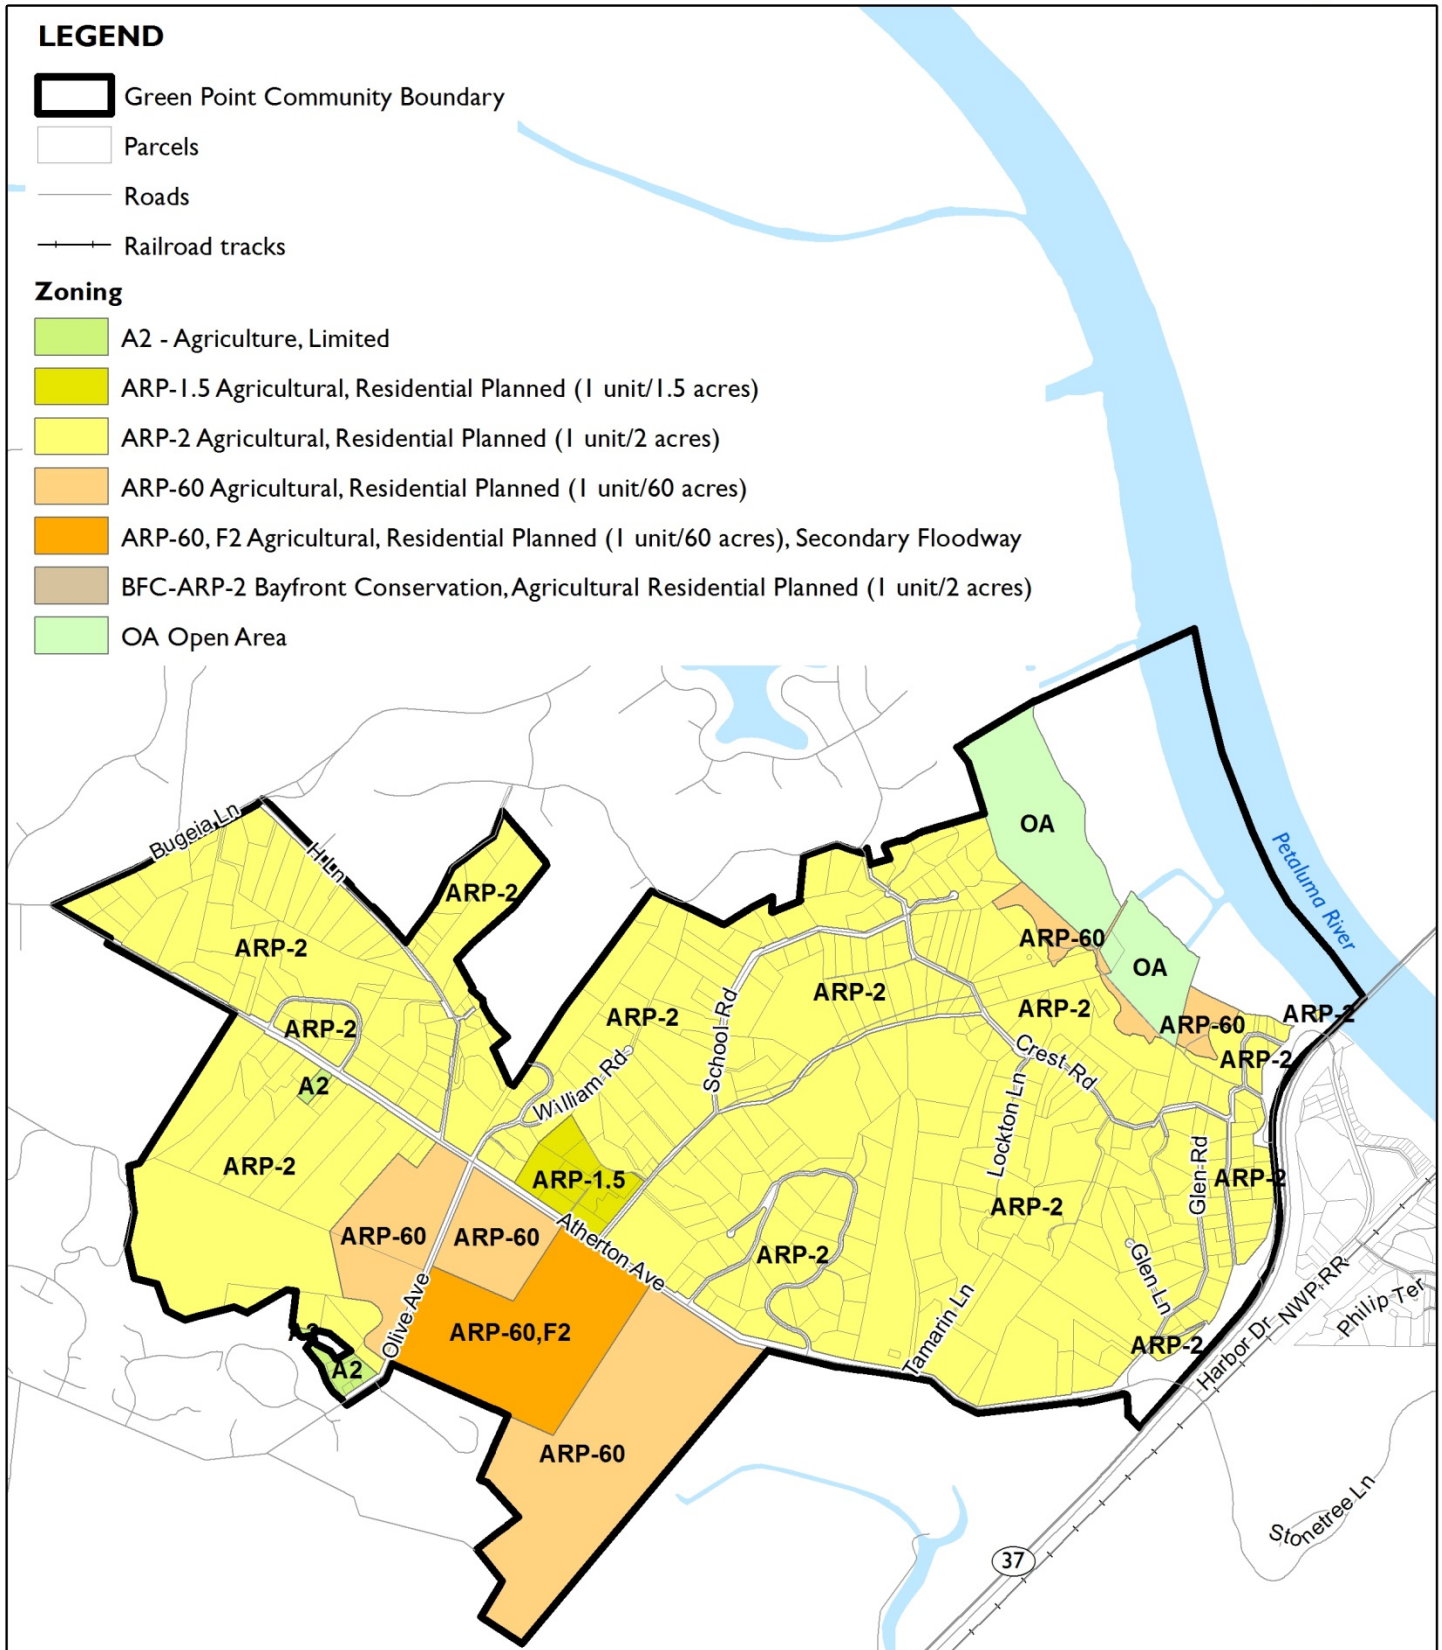 LEGEND
Green Point Community Boundary
Parcels
Roads
Railroad tracks
Zoning
A2 - Agriculture, Limited
ARP-1.5 Agricultural, Residential Planned (1 unit/1.5 acres)
ARP-2 Agricultural, Residential Planned (1 unit/2 acres)
ARP-60 Agricultural, Residential Planned (1 unit/60 acres)
ARP-60, F2 Agricultural, Residential Planned (1 unit/60 acres), Secondary Floodway
BFC-ARP-2 Bayfront Conservation, Agricultural Residential Planned (1 unit/2 acres)
OA Open Area
Bugeia Ln
H Ln
OA
Petaluma River
ARP-2
ARP-2
ARP-60
OA
ARP-2
ARP-2
ARP-2
ARP-2
ARP-2
ARP-60
ARP-2
ARP-2
School Rd
Crest Rd
William Rd
A2
Lockton Ln
ARP-2
ARP-1.5
Glen Rd
ARP-2
ARP-2
ARP-60
ARP-60
Atherton Ave
ARP-2
Glen Ln
NWP RR
Philip Ter
Olive Ave
ARP-60,F2
Tamarin Ln
ARP-2
Harbor Dr
A2
A2
ARP-60
Stonetree Ln
37